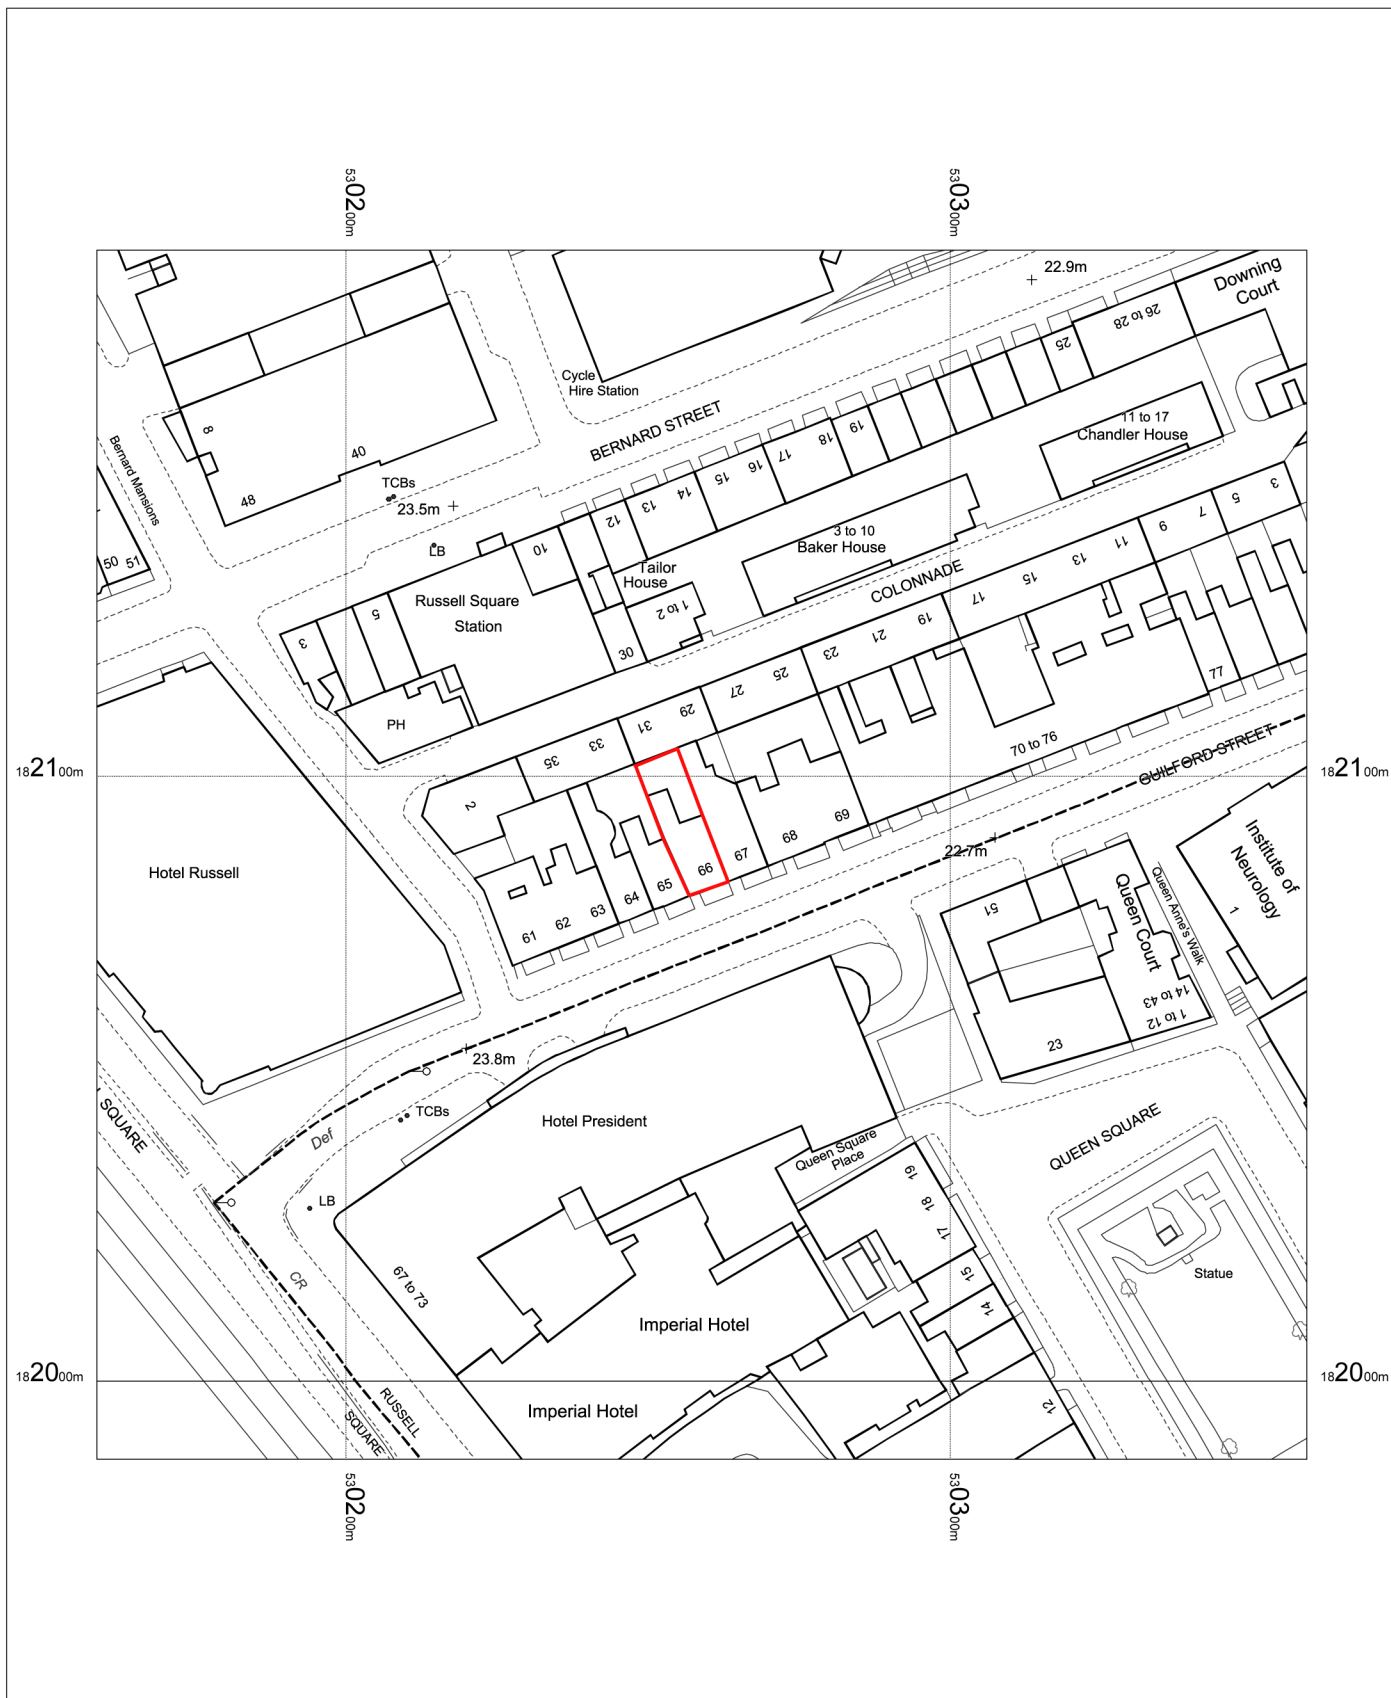 530200m
530300m
22.9m
Downing
Court
26 to 28
25
Cycle
Hire Station
BERNARD STREET
11 to 17
Chandler House
8
40
48
Bernard Mansions
TCBs
23.5m
19
18
17
16
15
14
13
12
10
LB
3 to 10
Baker House
3
5
7
9
11
13
15
17
COLONNADE
50
51
Tailor
House
1 to 2
30
Russell Square
Station
5
3
PH
19
21
23
25
27
29
31
33
35
2
77
70 to 76
GUILFORD STREET
182100m
182100m
Hotel Russell
61
62
63
64
65
66
67
68
69
22.7m
51
Queen Court
Queen Anne's Walk
Institute of
Neurology
1
14 to 43
1 to 12
23
23.8m
TCBs
Def
LB
CR
SQUARE
Hotel President
Queen Square
Place
QUEEN SQUARE
19
18
17
15
14
12
Statue
67 to 73
Imperial Hotel
Imperial Hotel
RUSSELL
SQUARE
182000m
182000m
530200m
530300m